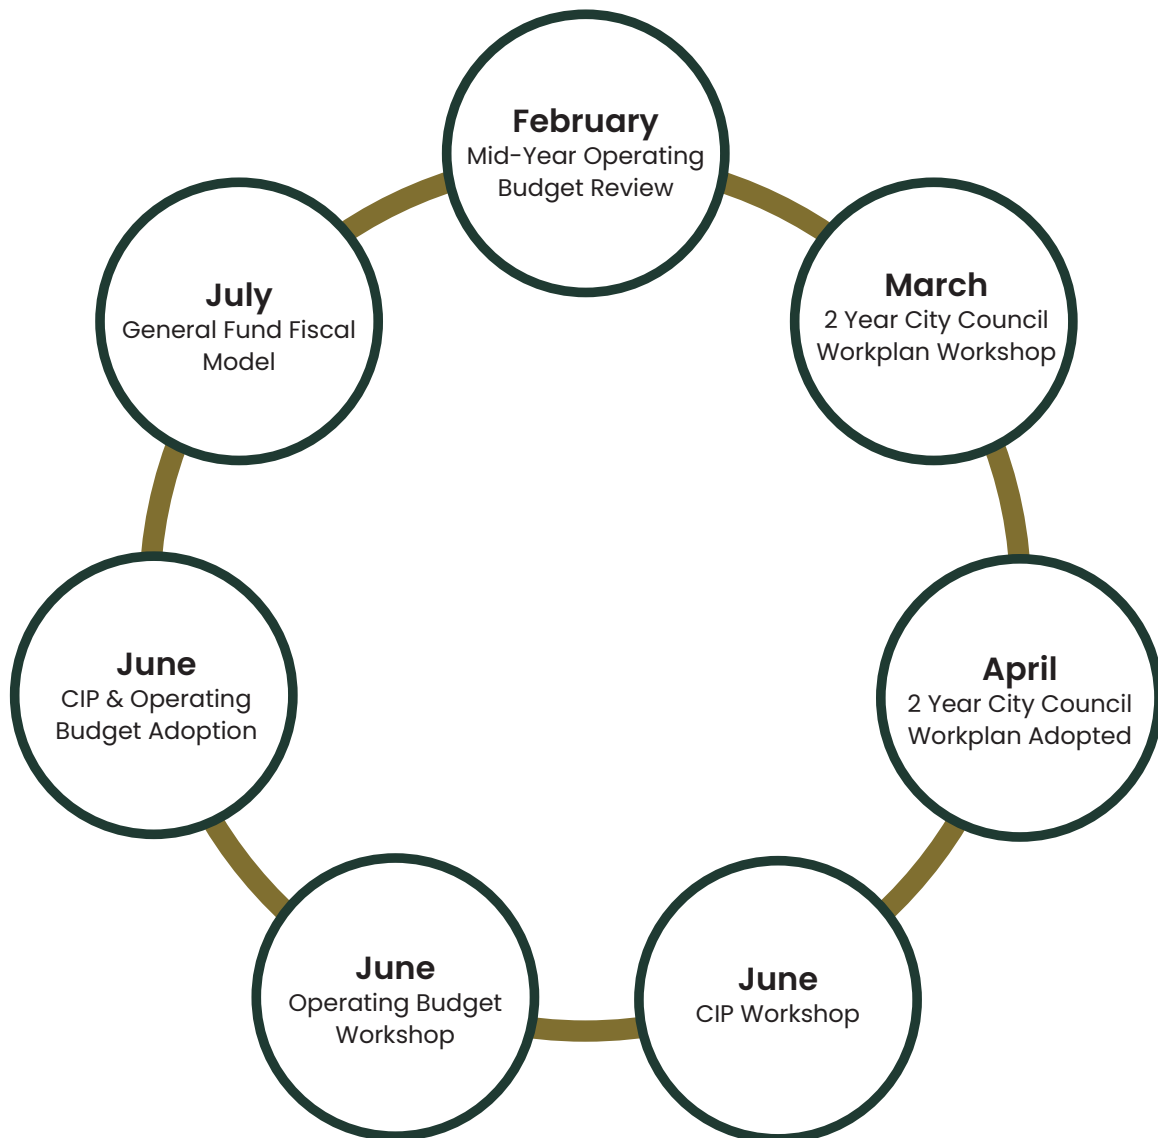 February
Mid-Year Operating
Budget Review
March
2 Year City Council
Workplan Workshop
April
2 Year City Council
Workplan Adopted
June
CIP Workshop
June
Operating Budget
Workshop
June
CIP & Operating
Budget Adoption
July
General Fund Fiscal
Model